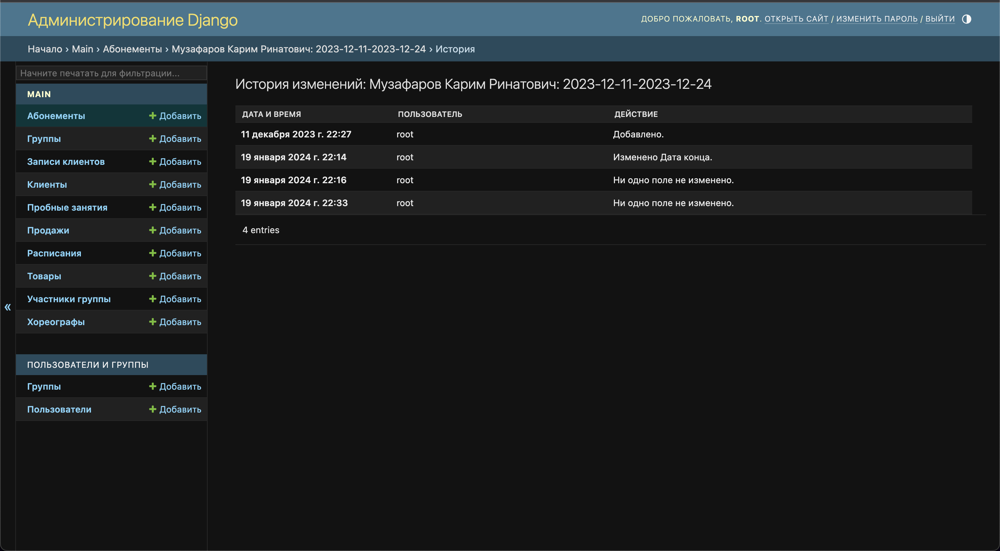 Администрирование Django
ДОБРО ПОЖАЛОВАТЬ, ROOT. ОТКРЫТЬ САЙТ / ИЗМЕНИТЬ ПАРОЛЬ / ВЫЙТИ
Начало › Main › Абонементы › Музафаров Карим Ринатович: 2023-12-11-2023-12-24 › История
Начните печатать для фильтрации...
MAIN
Абонементы Добавить
Группы Добавить
Записи клиентов Добавить
Клиенты Добавить
Пробные занятия Добавить
Продажи Добавить
Расписания Добавить
Товары Добавить
Участники группы Добавить
Хореографы Добавить
ПОЛЬЗОВАТЕЛИ И ГРУППЫ
Группы Добавить
Пользователи Добавить
«
История изменений: Музафаров Карим Ринатович: 2023-12-11-2023-12-24
ДАТА И ВРЕМЯ ПОЛЬЗОВАТЕЛЬ ДЕЙСТВИЕ
11 декабря 2023 г. 22:27 root Добавлено.
19 января 2024 г. 22:14 root Изменено Дата конца.
19 января 2024 г. 22:16 root Ни одно поле не изменено.
19 января 2024 г. 22:33 root Ни одно поле не изменено.
4 entries